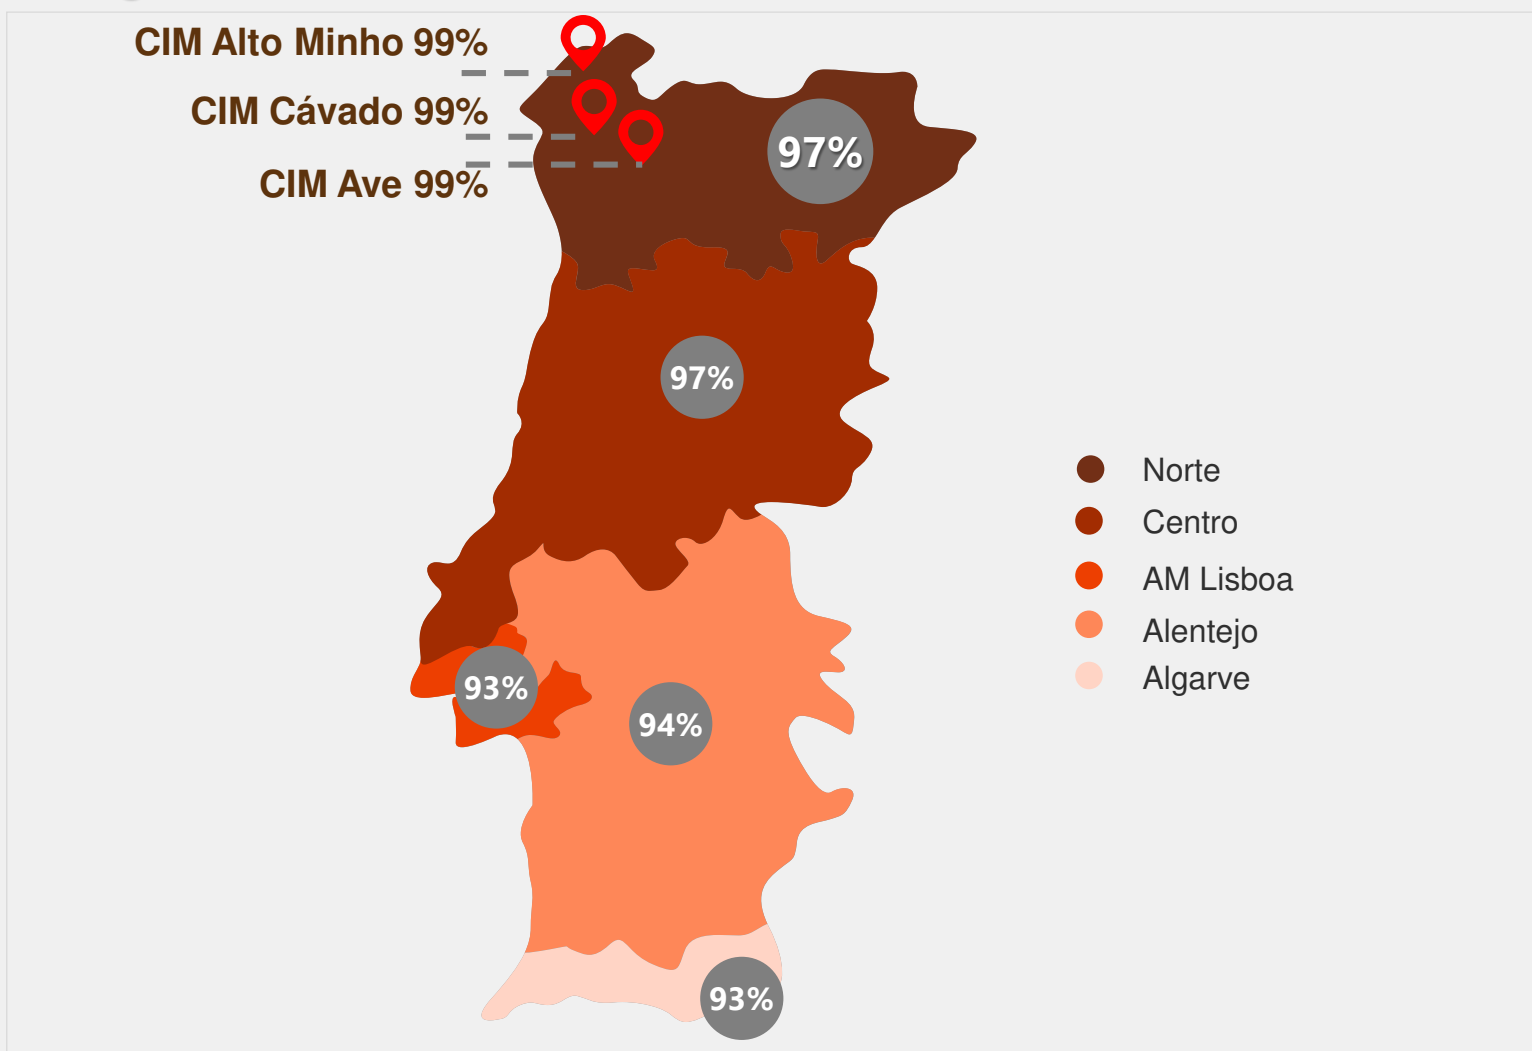 CIM Alto Minho 99%
CIM Cávado 99%
CIM Ave 99%
97%
97%
93%
94%
93%
Norte
Centro
AM Lisboa
Alentejo
Algarve